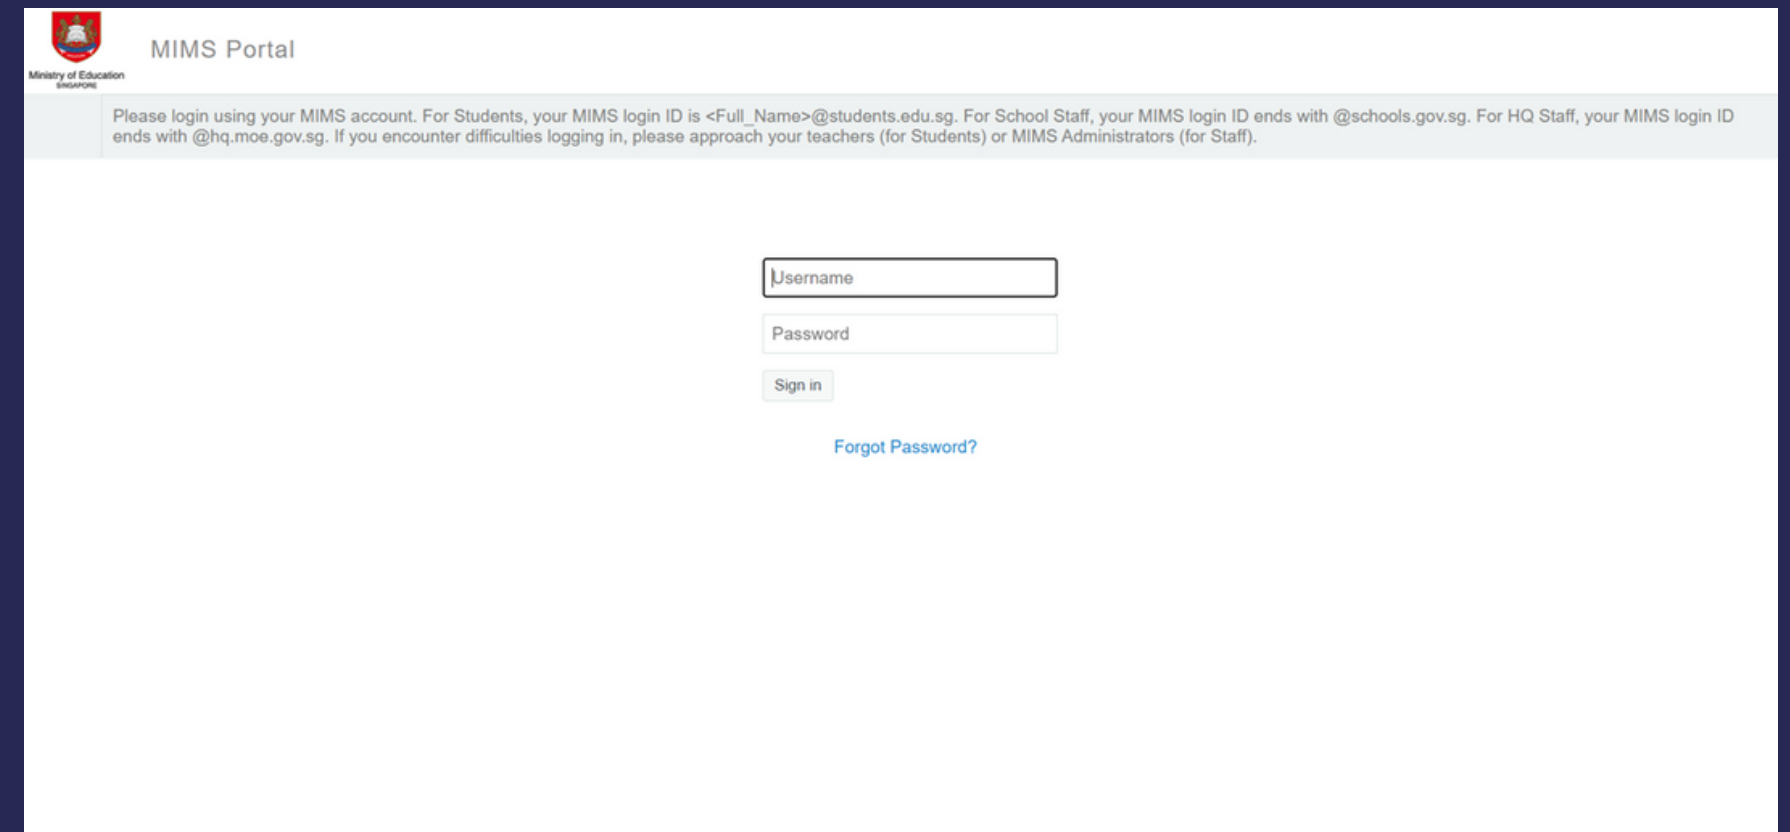 Ministry of Education
SINGAPORE
MIMS Portal
Please login using your MIMS account. For Students, your MIMS login ID is <Full_Name>@students.edu.sg. For School Staff, your MIMS login ID ends with @schools.gov.sg. For HQ Staff, your MIMS login ID
ends with @hq.moe.gov.sg. If you encounter difficulties logging in, please approach your teachers (for Students) or MIMS Administrators (for Staff).
Username
Password
Sign in
Forgot Password?